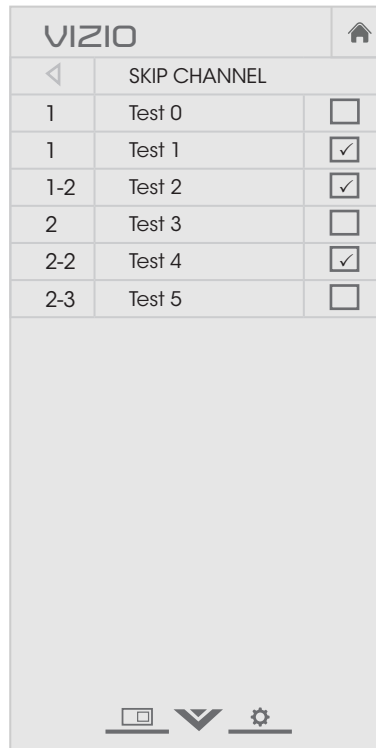 VIZIO
SKIP CHANNEL
1 Test 0
1 Test 1
1-2 Test 2
2 Test 3
2-2 Test 4
2-3 Test 5